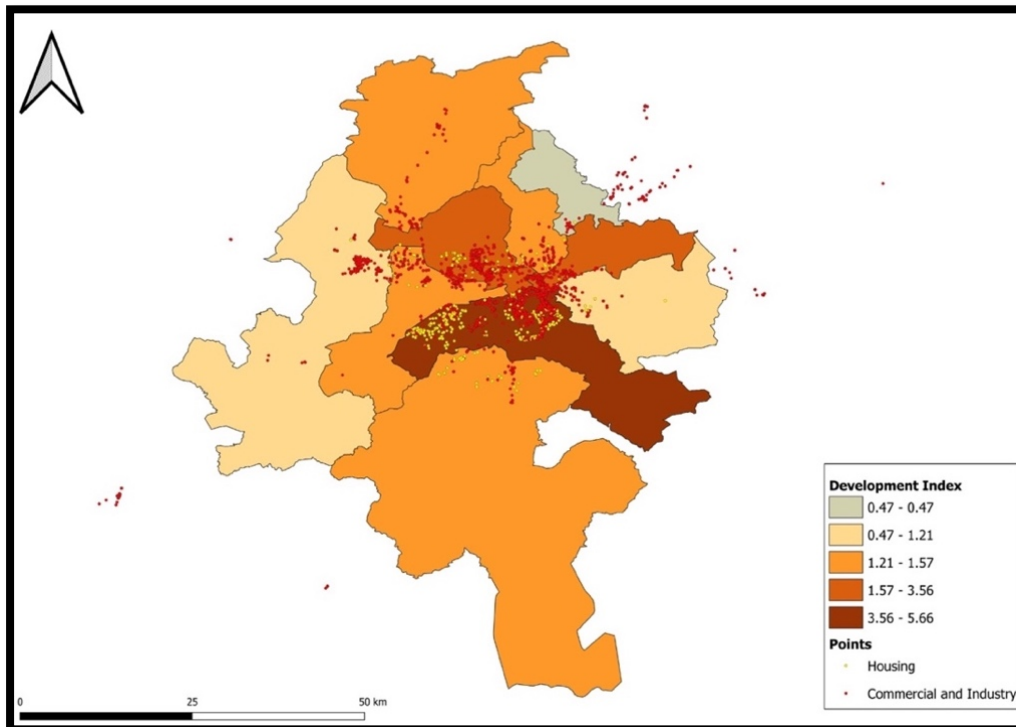 Development Index
0.47 - 0.47
0.47 - 1.21
1.21 - 1.57
1.57 - 3.56
3.56 - 5.66
Points
Housing
Commercial and Industry
0 25 50 km